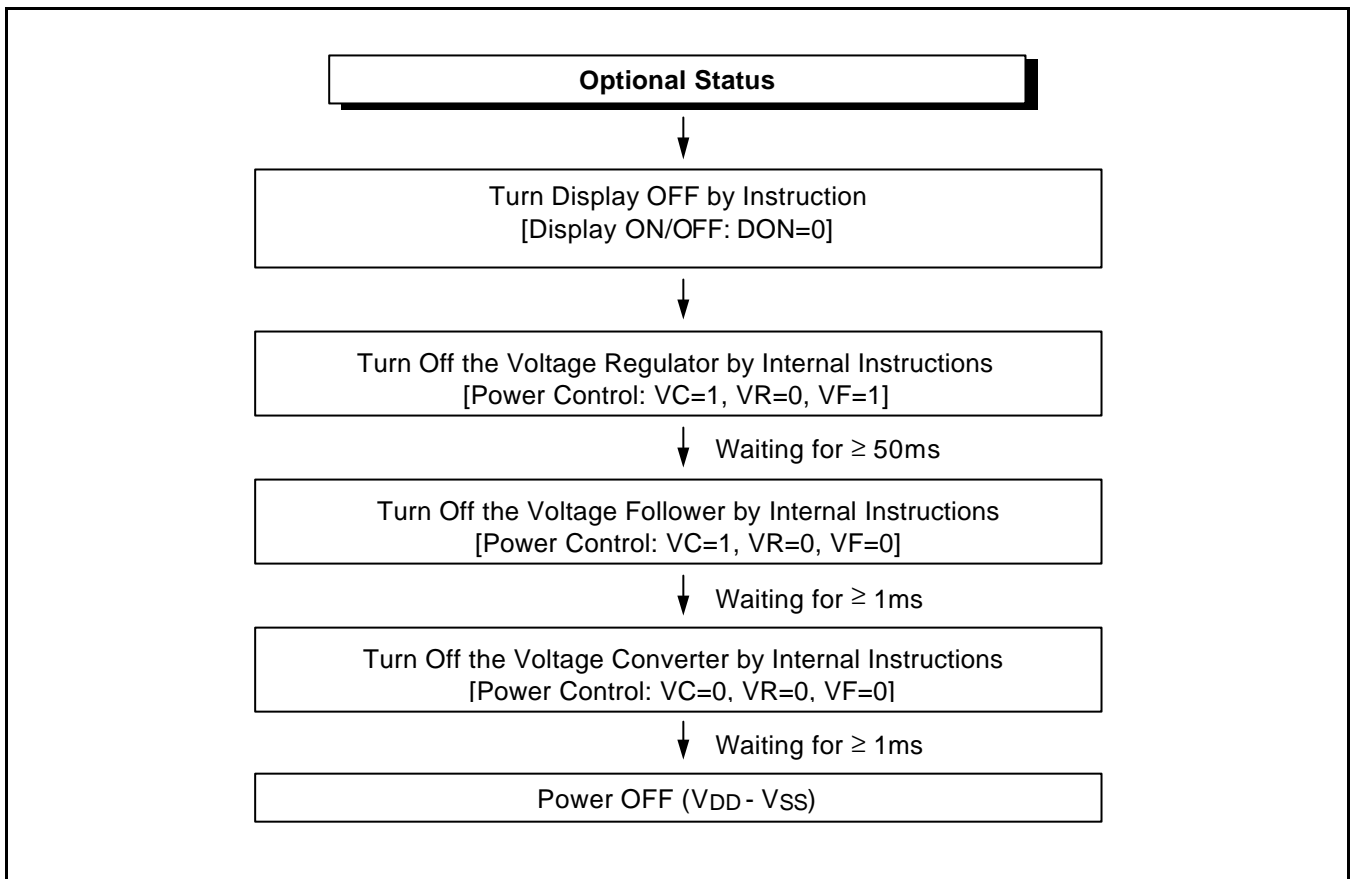 Optional Status
Turn Display OFF by Instruction
[Display ON/OFF: DON=0]
Turn Off the Voltage Regulator by Internal Instructions
[Power Control: VC=1, VR=0, VF=1]
Waiting for ≥ 50ms
Turn Off the Voltage Follower by Internal Instructions
[Power Control: VC=1, VR=0, VF=0]
Waiting for ≥ 1ms
Turn Off the Voltage Converter by Internal Instructions
[Power Control: VC=0, VR=0, VF=0]
Waiting for ≥ 1ms
Power OFF (VDD - VSS)